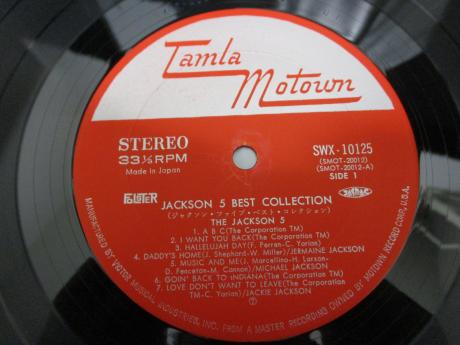 Tamla
Motown
STEREO
33⅓RPM
Made in Japan
SWX-10125
(SMOT-20012)
(SMOT-20012-A)
SIDE 1
JACKSON 5 BEST COLLECTION
(ジャクソン・ファイブ・ベスト・コレクション)
THE JACKSON 5
1. A B C(The Corporation TM)
2. I WANT YOU BACK(The Corporation TM)
3. HALLELUJAH DAY(F. Perren-C. Yarian)
4. DADDY'S HOME(J. Sheppard-W. Miller)/JERMAINE JACKSON
5. MUSIC AND ME(J. Marcellino-M. Larson-
D. Fenceton-M. Cannon)/MICHAEL JACKSON
6. GOIN' BACK TO INDIANA(The Corporation TM)
7. LOVE DON'T WANT TO LEAVE(The Corporation
TM-C. Yarian)/JACKIE JACKSON
MANUFACTURED BY VICTOR MUSICAL INDUSTRIES, INC. FROM A MASTER RECORDING OWNED BY MOTOWN RECORD CORP., U.S.A.